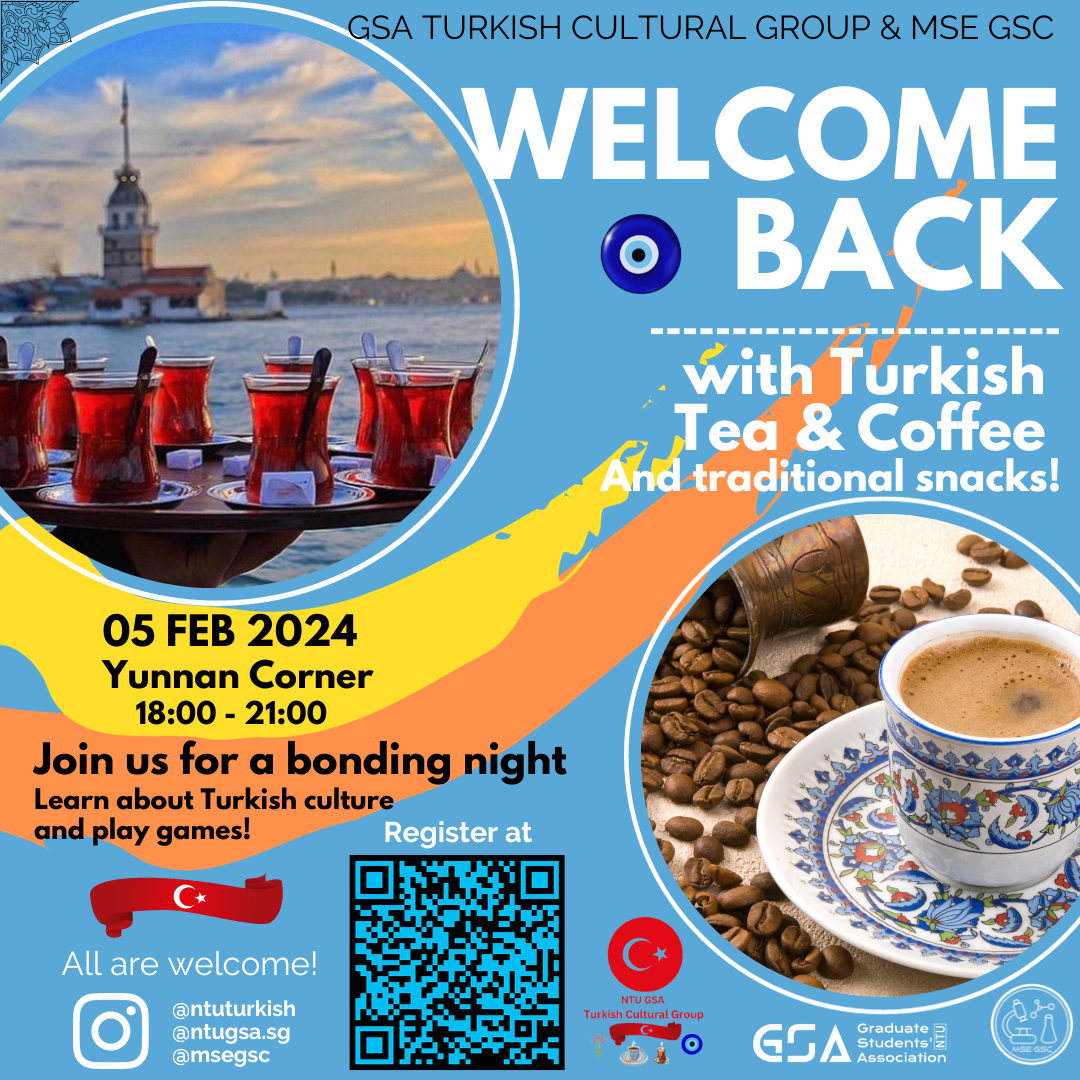 GSA TURKISH CULTURAL GROUP & MSE GSC
WELCOME
BACK
--------------------------
with Turkish
Tea & Coffee
And traditional snacks!
05 FEB 2024
Yunnan Corner
18:00 - 21:00
Join us for a bonding night
Learn about Turkish culture
and play games!
Register at
All are welcome!
@ntuturkish
@ntugsa.sg
@msegsc
NTU GSA
Turkish Cultural Group
GSA
Graduate
Students'
Association
NTU
MSE GSC